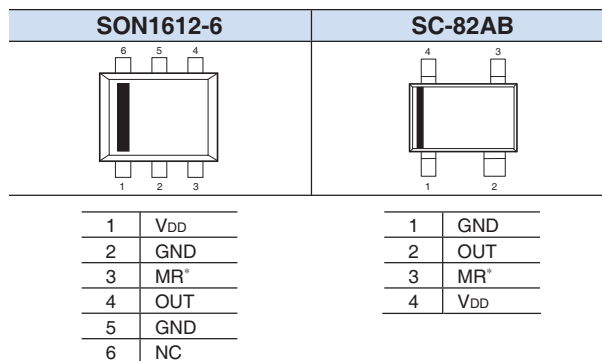 SON1612-6 SC-82AB
6 5 4
4 3
1 2 3
1 2
1 VDD
2 GND
3 MR*
4 OUT
5 GND
6 NC
1 GND
2 OUT
3 MR*
4 VDD